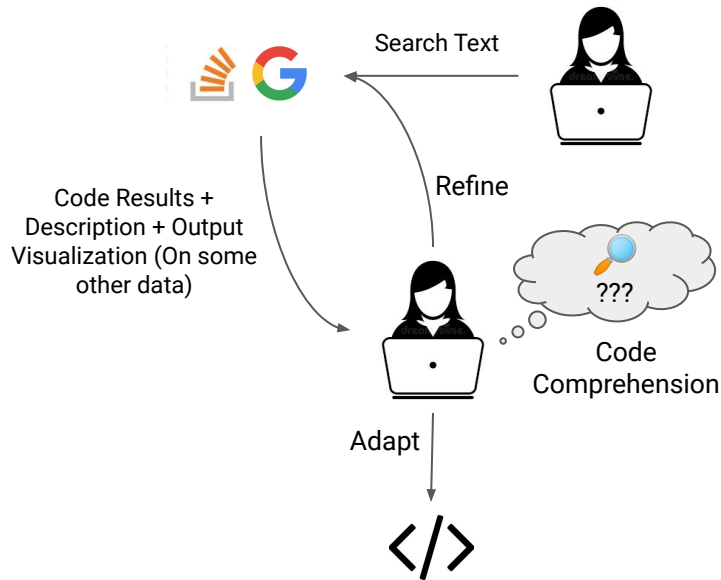 Search Text
Refine
Code Results +
Description + Output
Visualization (On some
other data)
???
Code
Comprehension
Adapt
</>